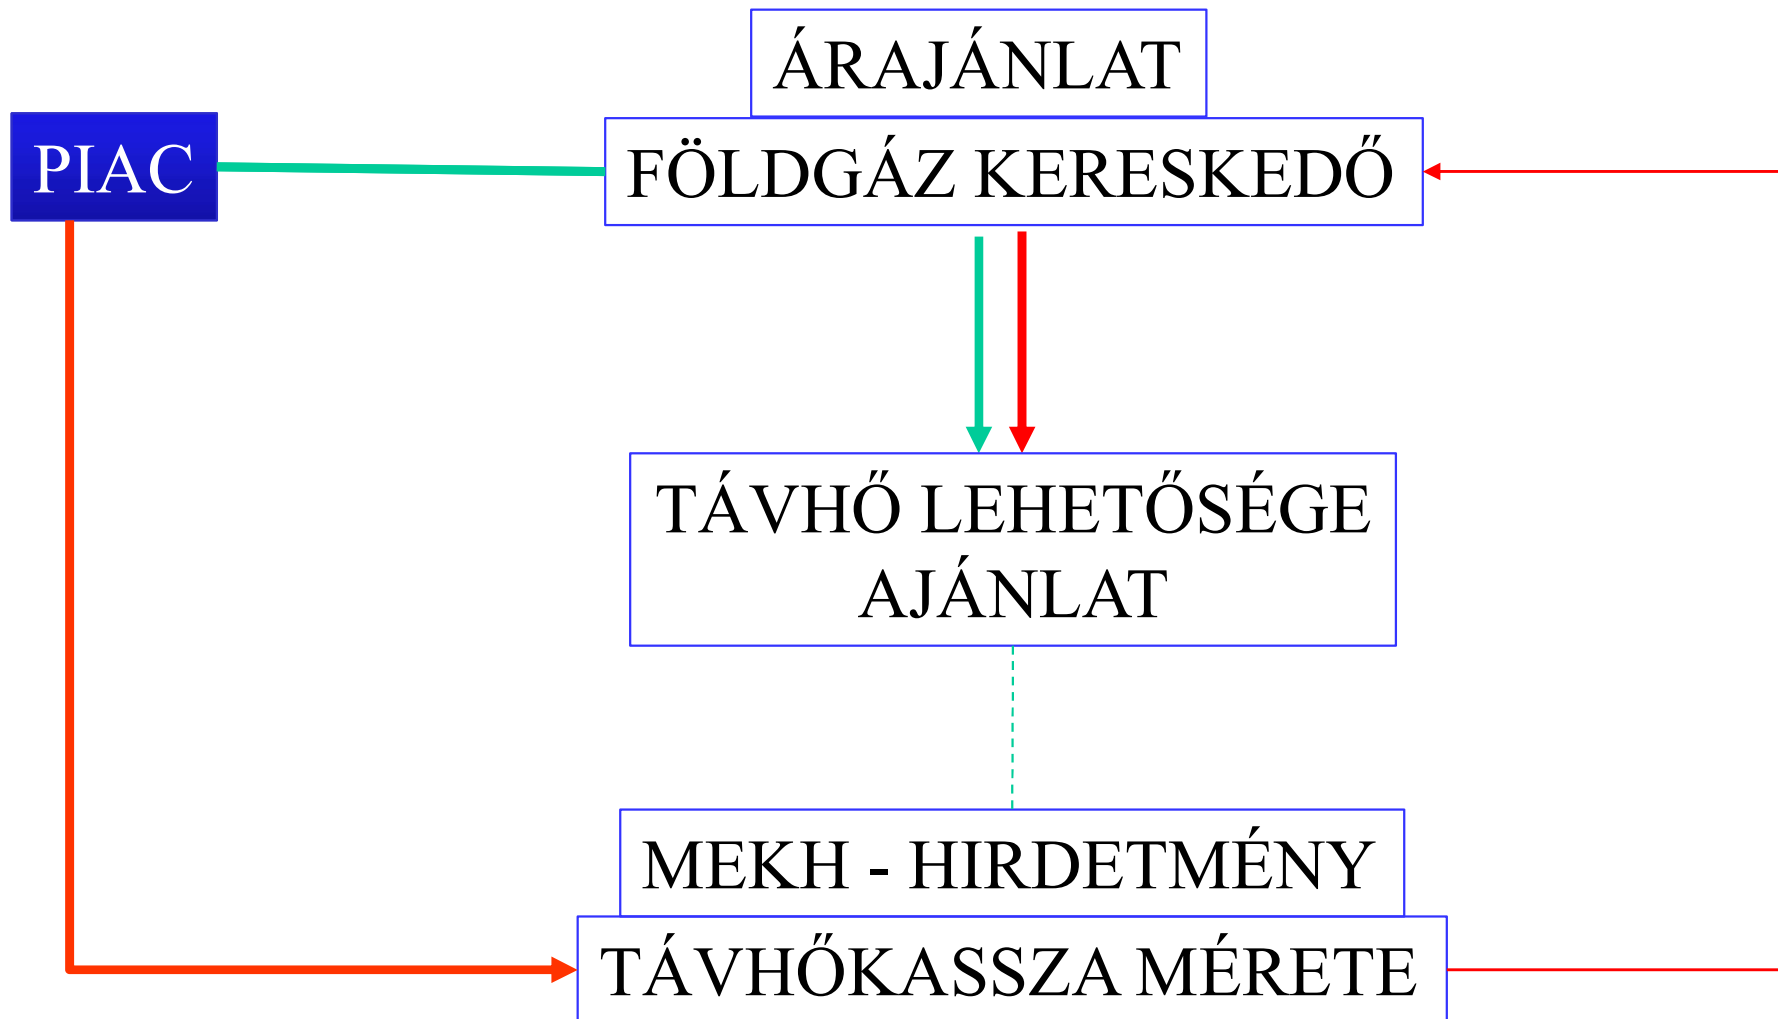 ÁRAJÁNLAT
PIAC
FÖLDGÁZ KERESKEDŐ
TÁVHŐ LEHETŐSÉGE
AJÁNLAT
MEKH - HIRDETMÉNY
TÁVHŐKASSZA MÉRETE